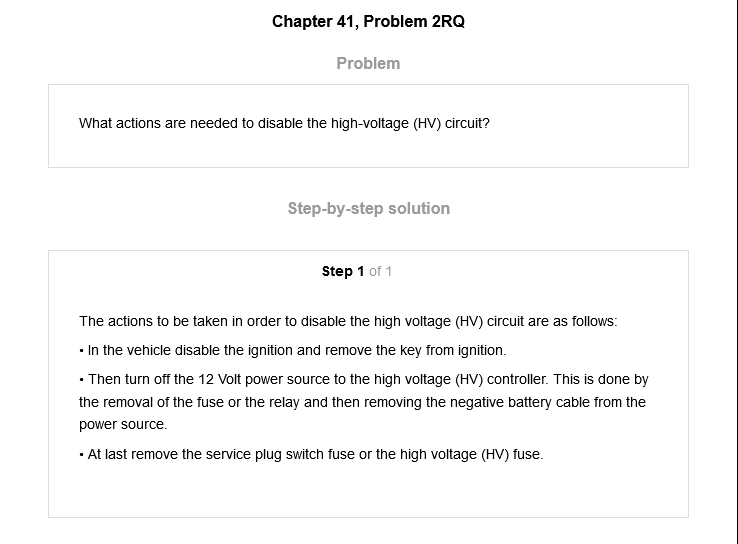 Chapter 41, Problem 2RQ
Problem
What actions are needed to disable the high-voltage (HV) circuit?
Step-by-step solution
Step 1 of 1
The actions to be taken in order to disable the high voltage (HV) circuit are as follows:
• In the vehicle disable the ignition and remove the key from ignition.
• Then turn off the 12 Volt power source to the high voltage (HV) controller. This is done by
the removal of the fuse or the relay and then removing the negative battery cable from the
power source.
• At last remove the service plug switch fuse or the high voltage (HV) fuse.